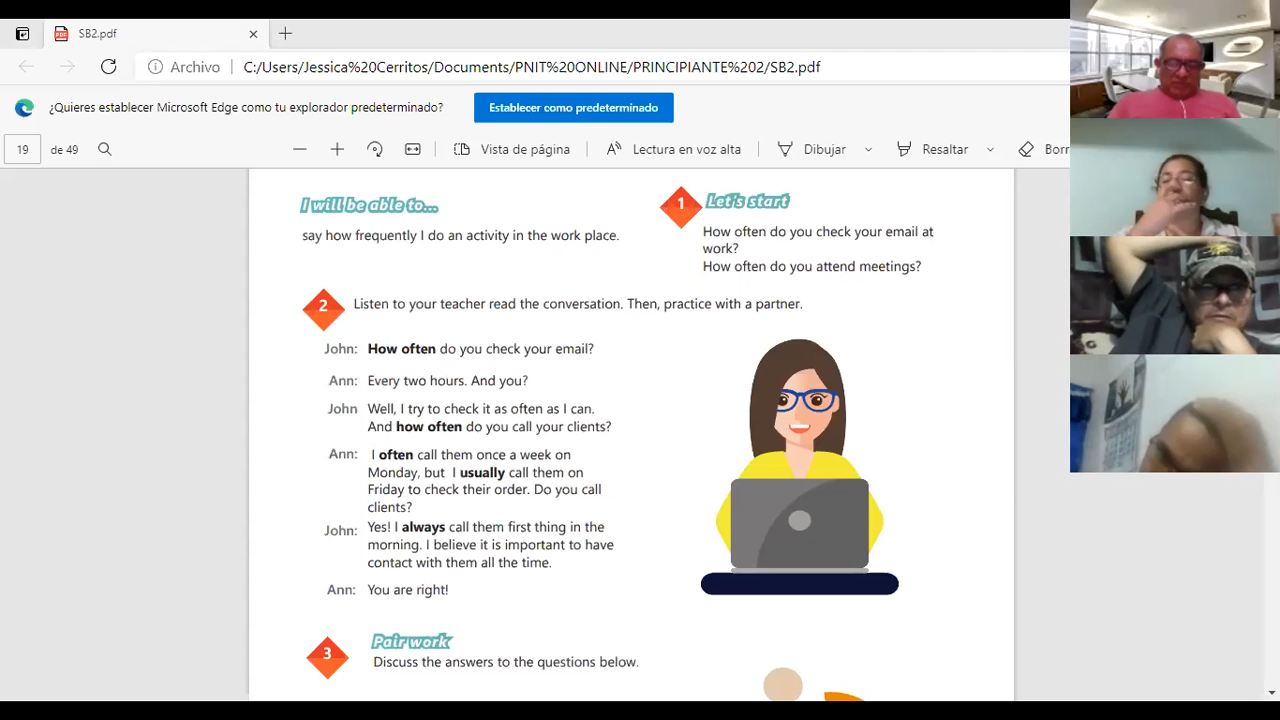 SB2.pdf
Archivo C:/Users/Jessica%20Cerritos/Documents/PNIT%20ONLINE/PRINCIPIANTE%202/SB2.pdf
¿Quieres establecer Microsoft Edge como tu explorador predeterminado? Establecer como predeterminado
19 de 49 Vista de página Lectura en voz alta Dibujar Resaltar Borr
I will be able to...
say how frequently I do an activity in the work place.
1 Let's start
How often do you check your email at
work?
How often do you attend meetings?
2 Listen to your teacher read the conversation. Then, practice with a partner.
John: How often do you check your email?
Ann: Every two hours. And you?
John Well, I try to check it as often as I can.
And how often do you call your clients?
Ann: I often call them once a week on
Monday, but I usually call them on
Friday to check their order. Do you call
clients?
John: Yes! I always call them first thing in the
morning. I believe it is important to have
contact with them all the time.
Ann: You are right!
3 Pair work
Discuss the answers to the questions below.